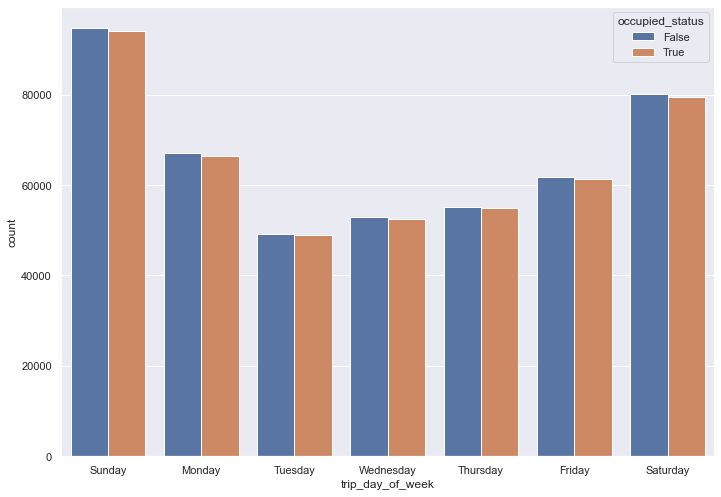 occupied_status
False
True
80000
60000
40000
20000
0
count
Sunday Monday Tuesday Wednesday Thursday Friday Saturday
trip_day_of_week